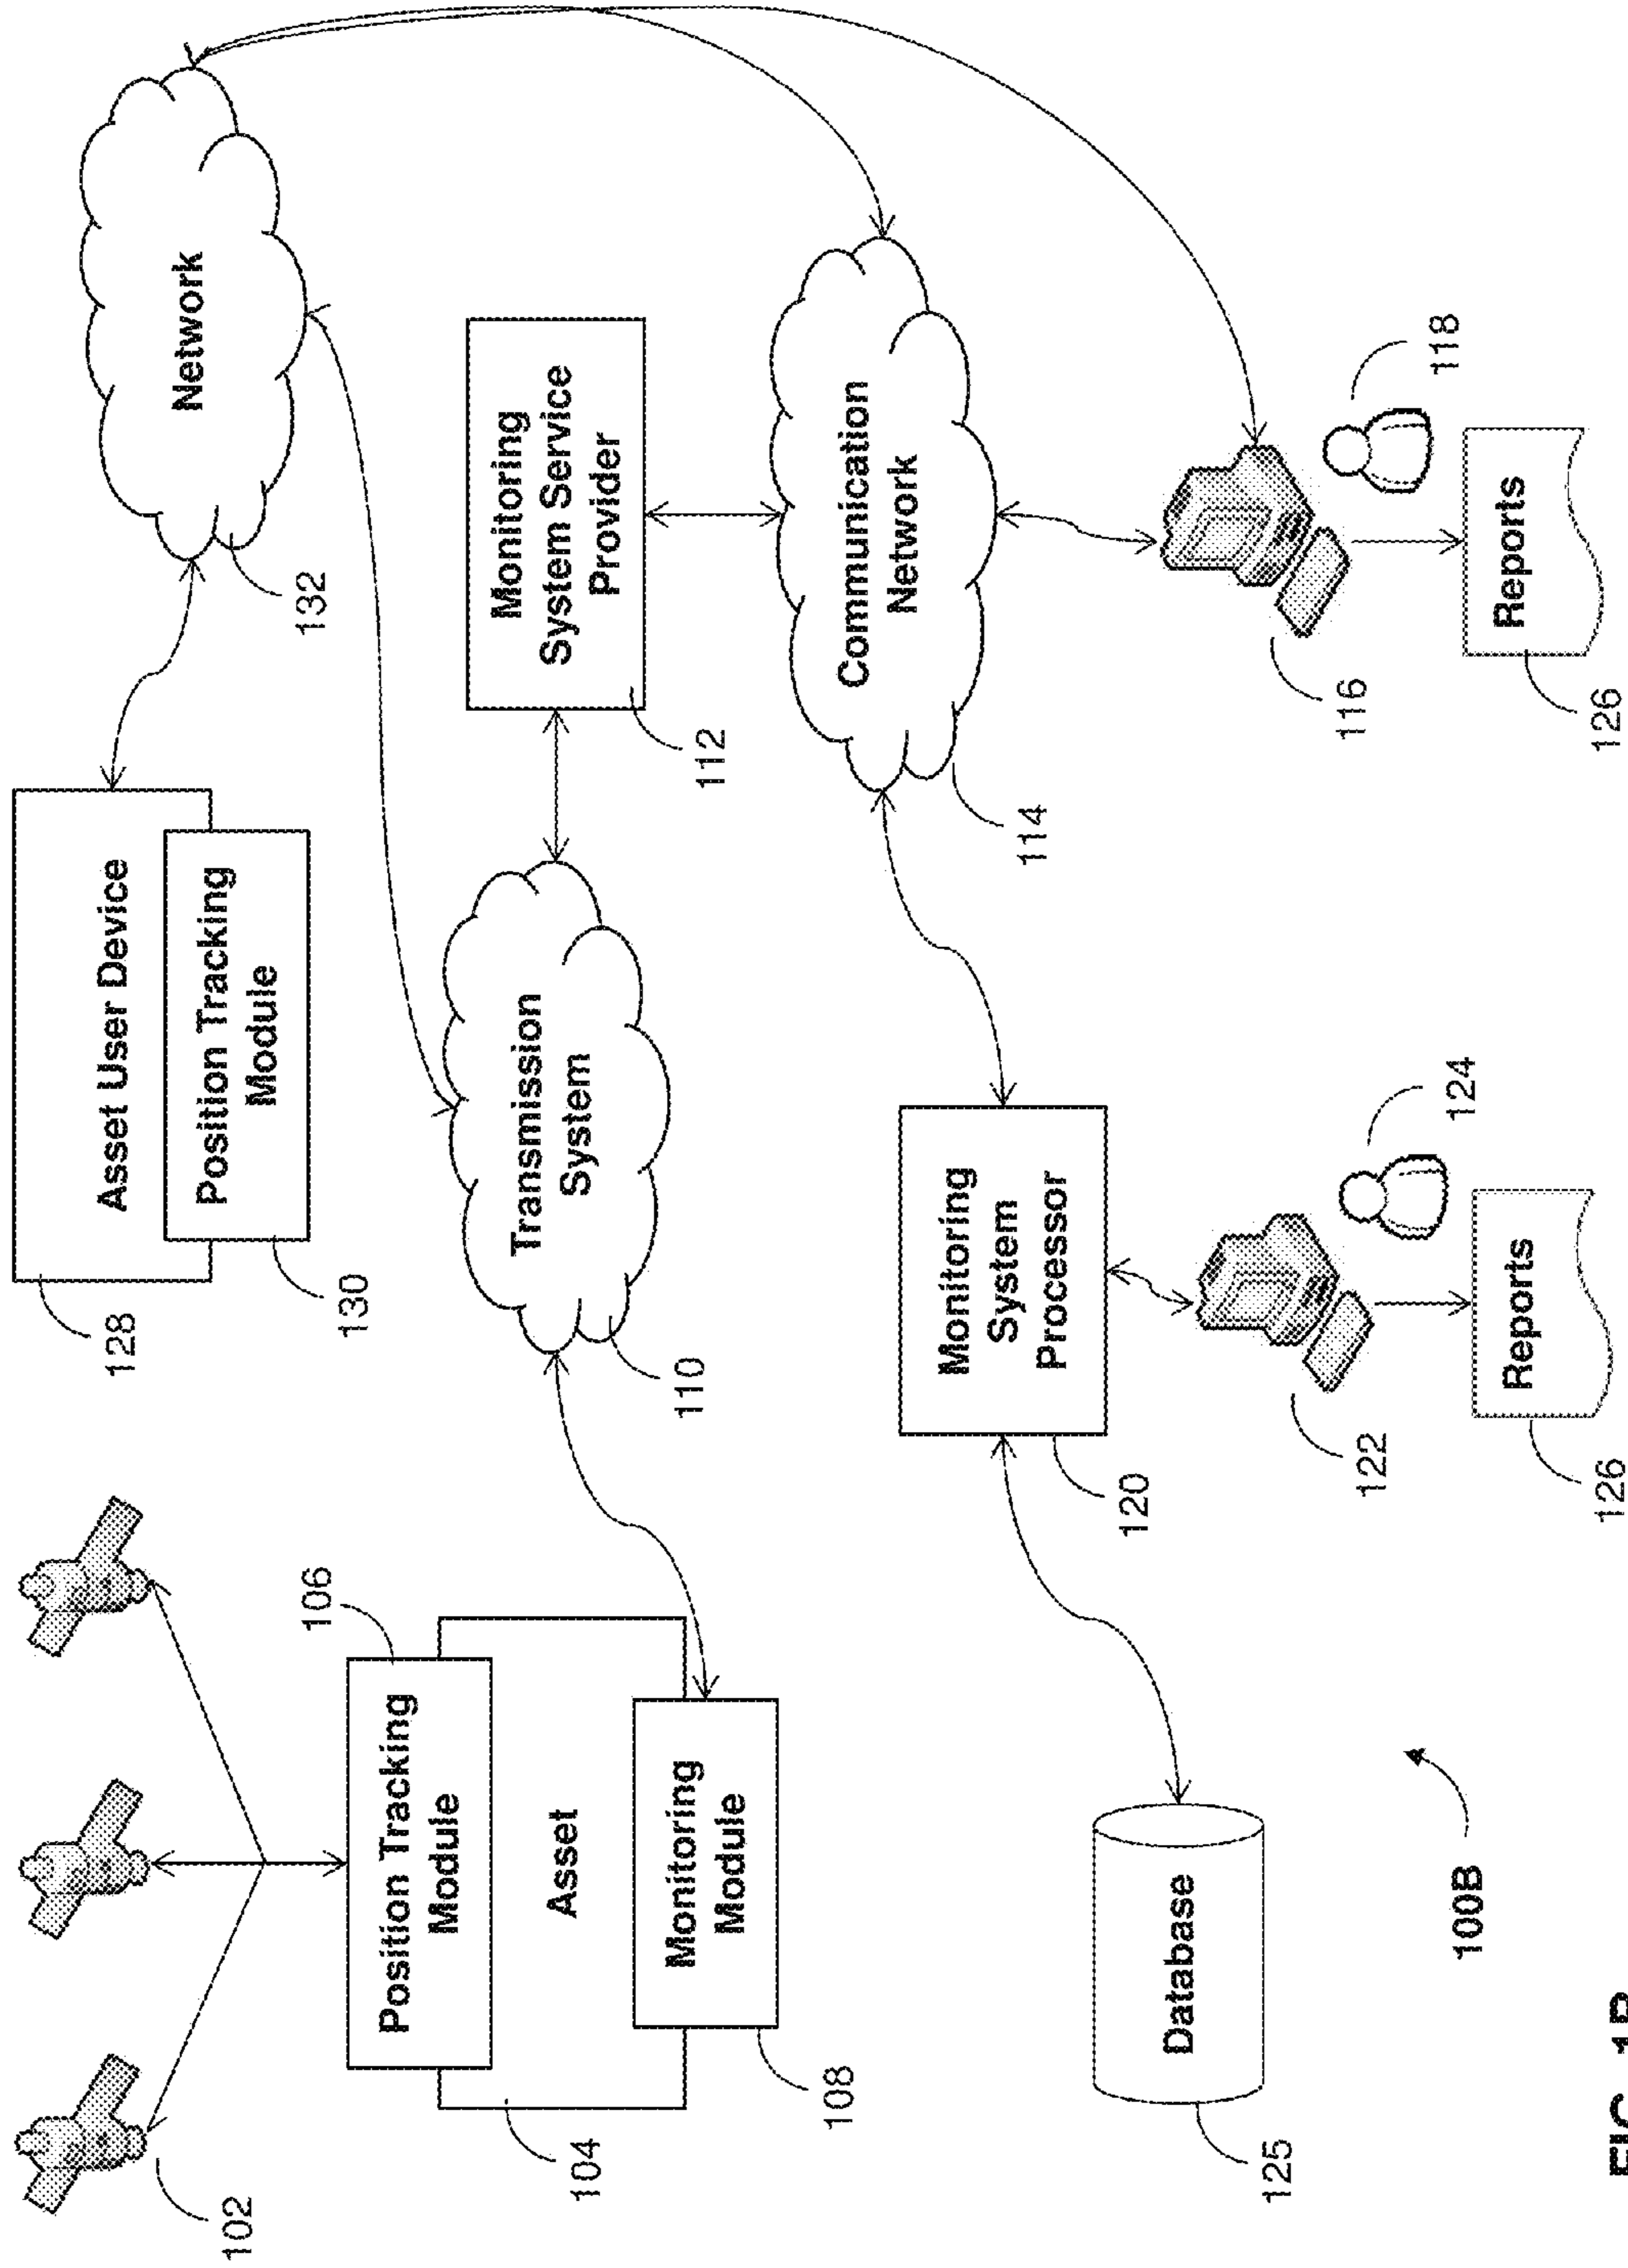 102
Asset User Device
Position Tracking
Module
128
130
Network
132
106
Position Tracking
Module
Asset
Monitoring
Module
104
108
Transmission
System
110
Monitoring
System Service
Provider
112
Communication
Network
114
Database
125
Monitoring
System
Processor
120
122
124
Reports
126
116
118
Reports
126
100B
FIG. 1B